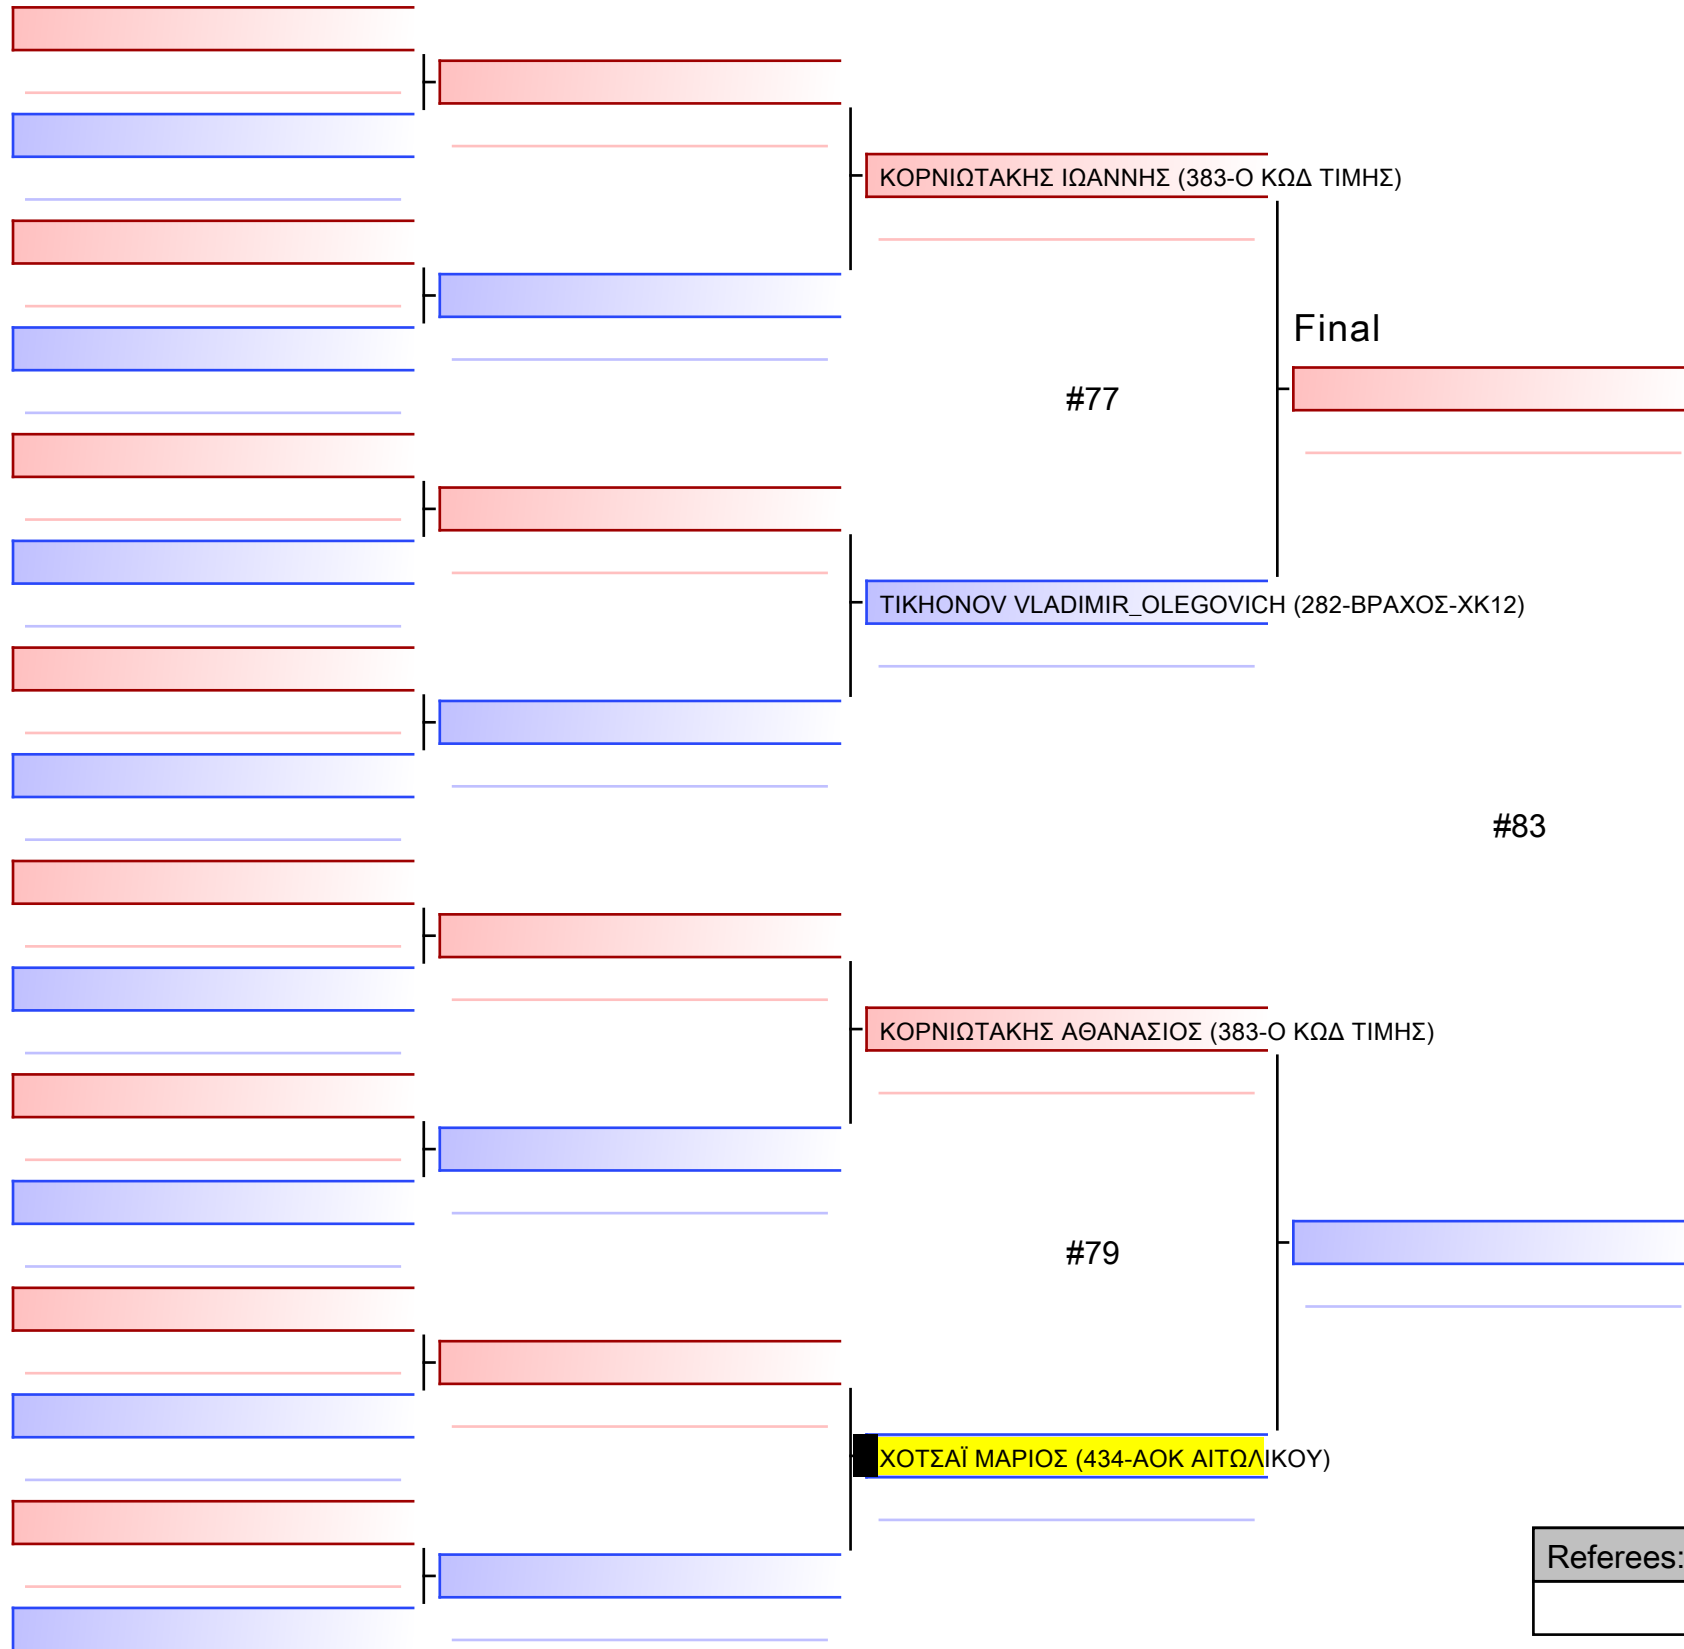 ΚΟΡΝΙΩΤΑΚΗΣ ΙΩΑΝΝΗΣ (383-Ο ΚΩΔ ΤΙΜΗΣ)
Final
#77
TIKHONOV VLADIMIR_OLEGOVICH (282-ΒΡΑΧΟΣ-ΧΚ12)
#83
ΚΟΡΝΙΩΤΑΚΗΣ ΑΘΑΝΑΣΙΟΣ (383-Ο ΚΩΔ ΤΙΜΗΣ)
#79
ΧΟΤΣΑΪ ΜΑΡΙΟΣ (434-ΑΟΚ ΑΙΤΩΛΙΚΟΥ)
Referees: